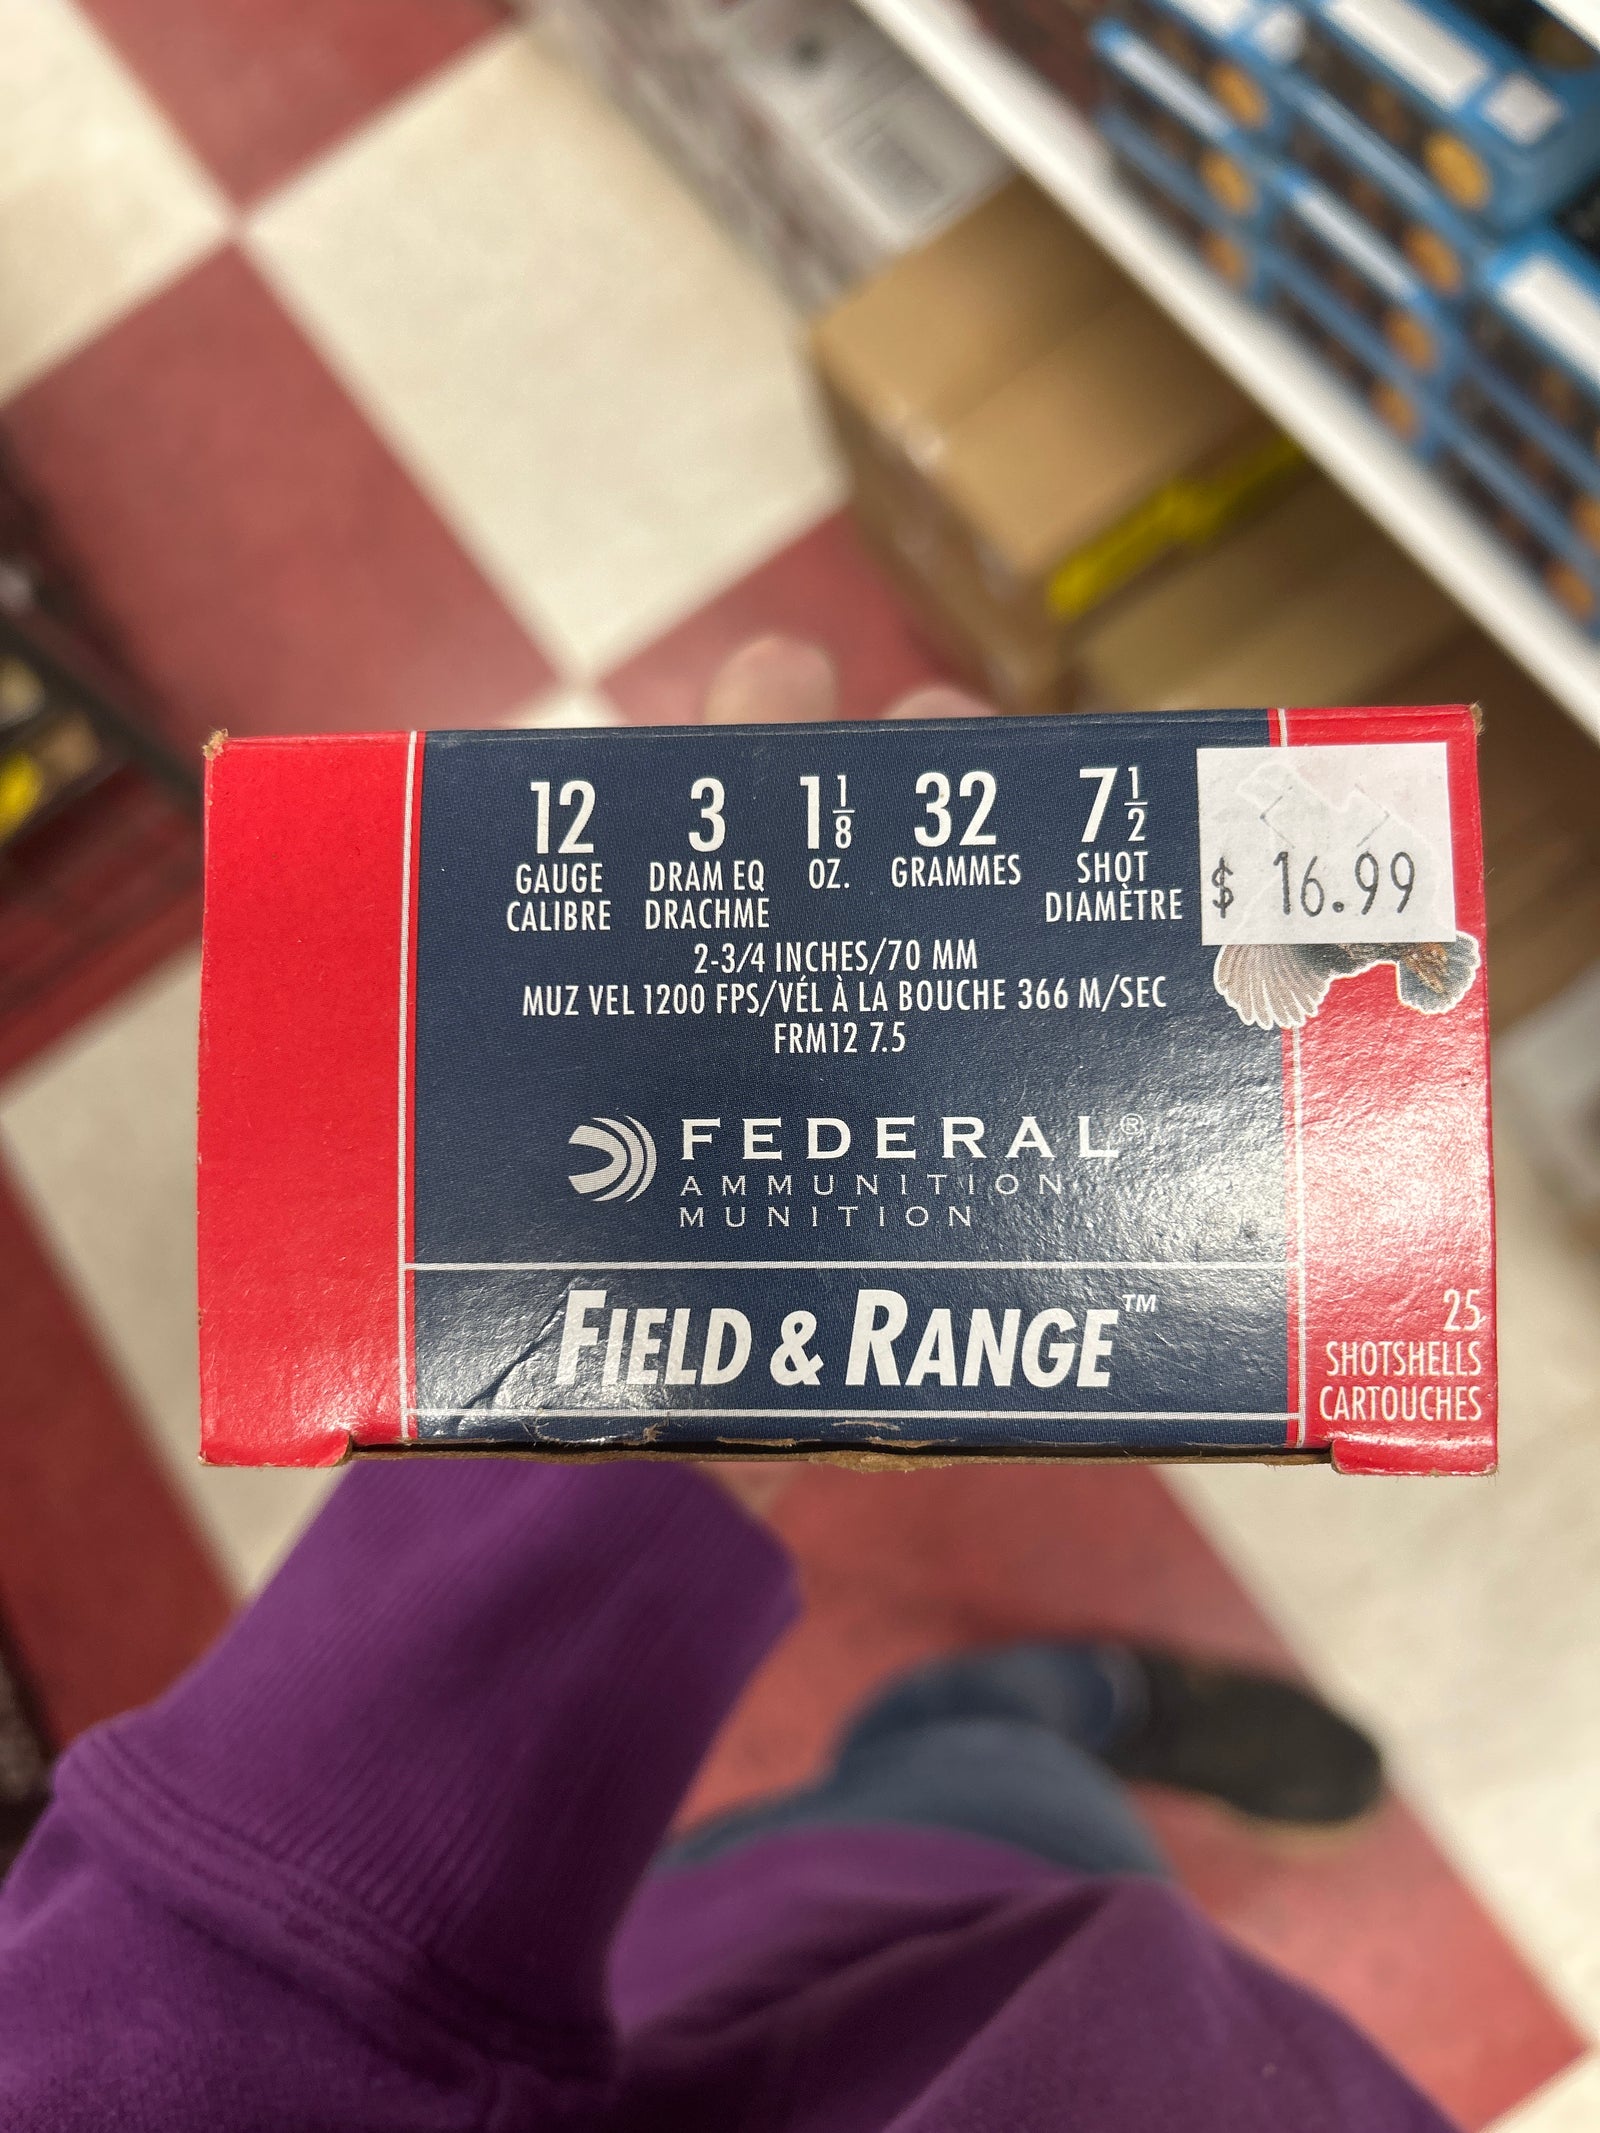 12 3 1 1/8 32 7 1/2
GAUGE DRAM EQ OZ. GRAMMES SHOT
CALIBRE DRACHME DIAMÈTRE
$ 16.99
2-3/4 INCHES/70 MM
MUZ VEL 1200 FPS/VÉL À LA BOUCHE 366 M/SEC
FRM12 7.5
FEDERAL®
AMMUNITION
MUNITION
FIELD & RANGE™
25
SHOTSHELLS
CARTOUCHES